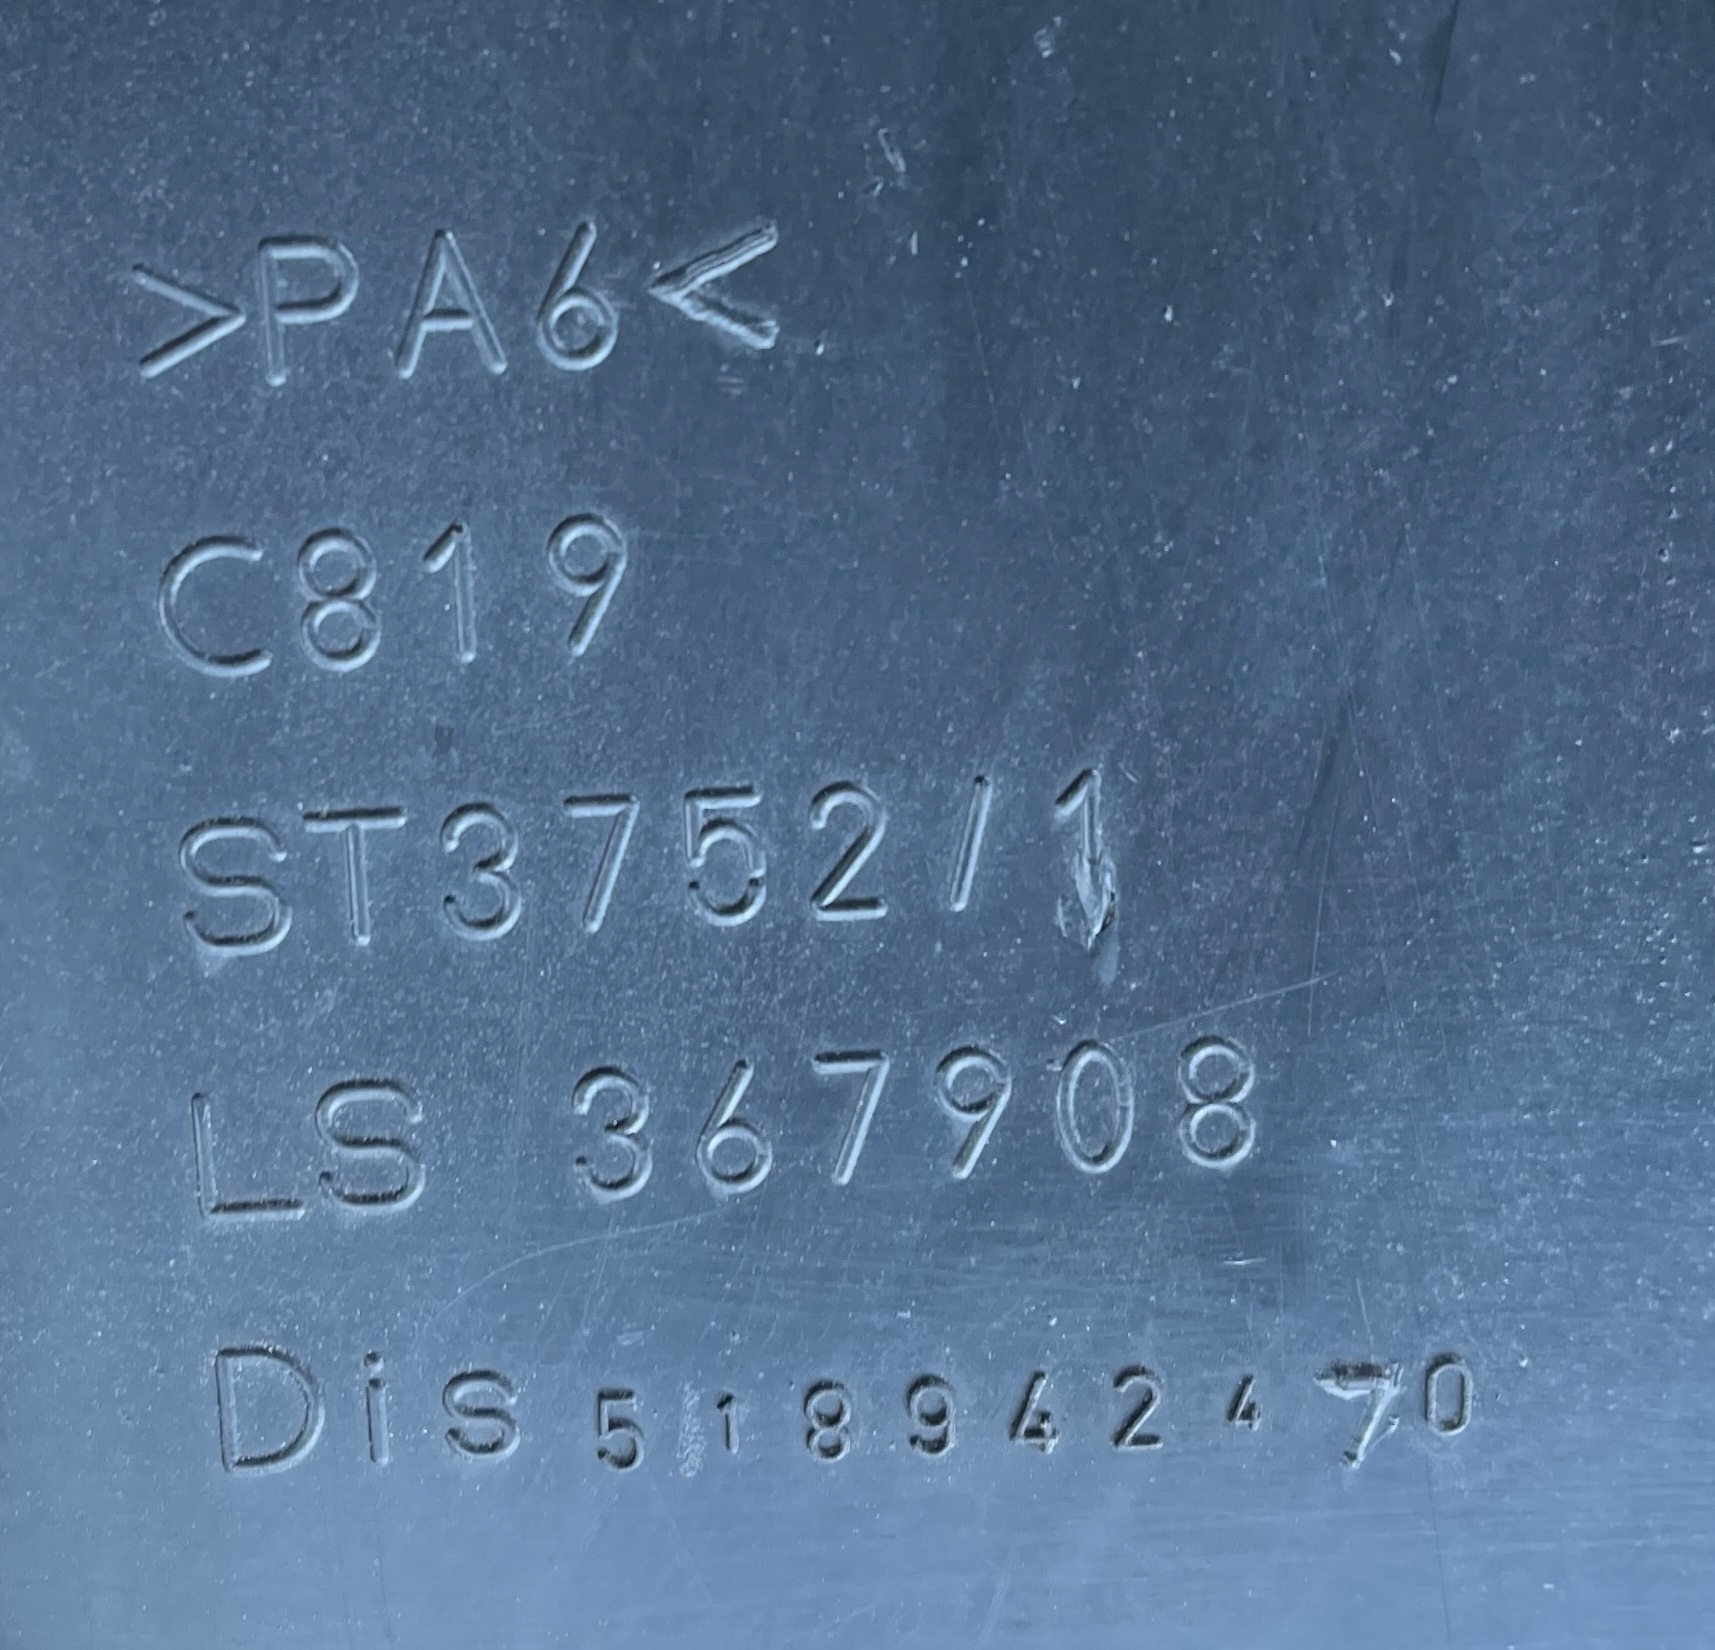 >PA6<
C819
ST3752/1
LS 367908
Dis 518942470